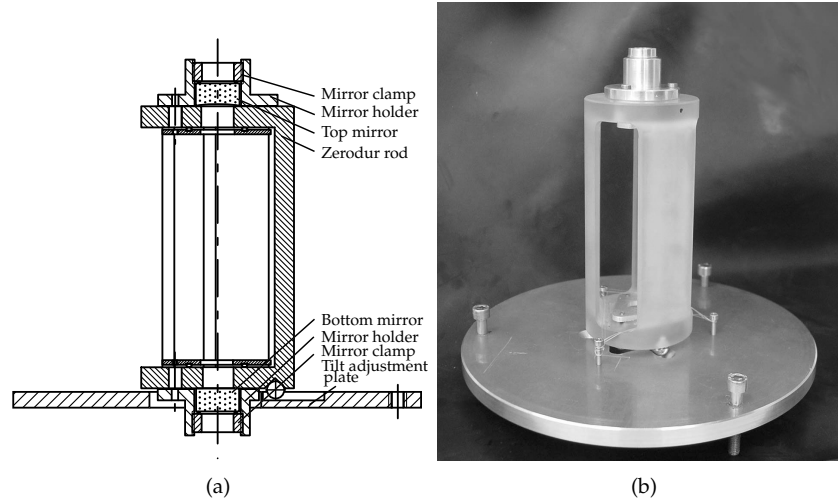 Mirror clamp
Mirror holder
Top mirror
Zerodur rod
Bottom mirror
Mirror holder
Mirror clamp
Tilt adjustment
plate
(a)
(b)